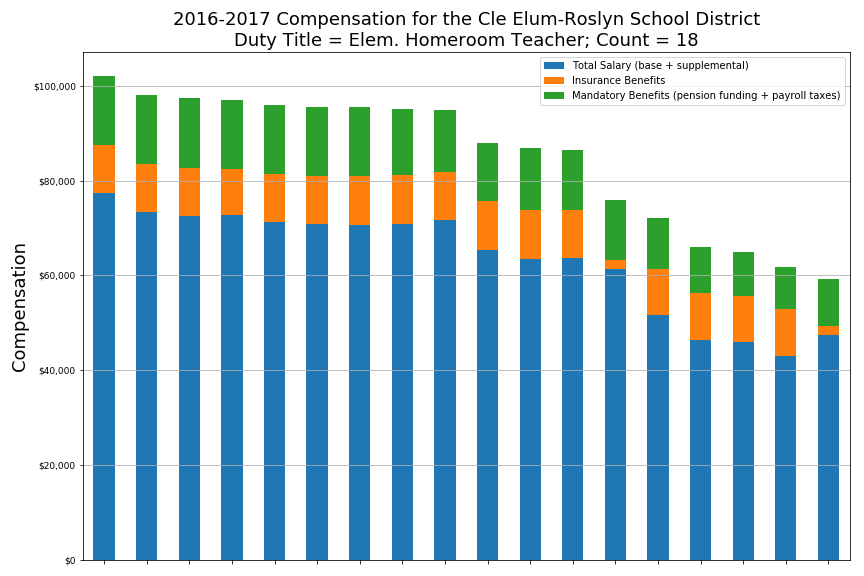 2016-2017 Compensation for the Cle Elum-Roslyn School District
Duty Title = Elem. Homeroom Teacher; Count = 18
Total Salary (base + supplemental)
Insurance Benefits
Mandatory Benefits (pension funding + payroll taxes)
Compensation
$100,000
$80,000
$60,000
$40,000
$20,000
$0